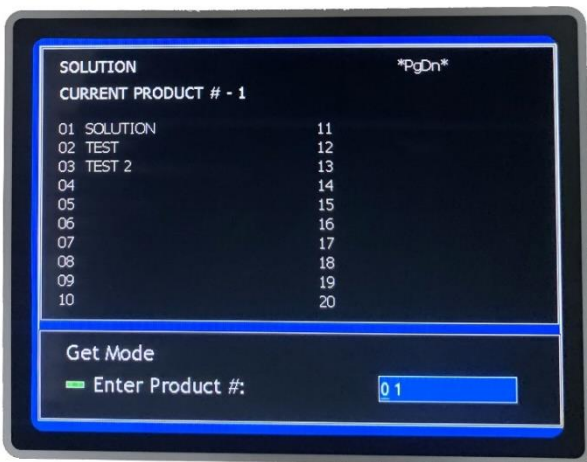 SOLUTION *PgDn*
CURRENT PRODUCT # - 1
01 SOLUTION 11
02 TEST 12
03 TEST 2 13
04 14
05 15
06 16
07 17
08 18
09 19
10 20
Get Mode
Enter Product #: 0 1